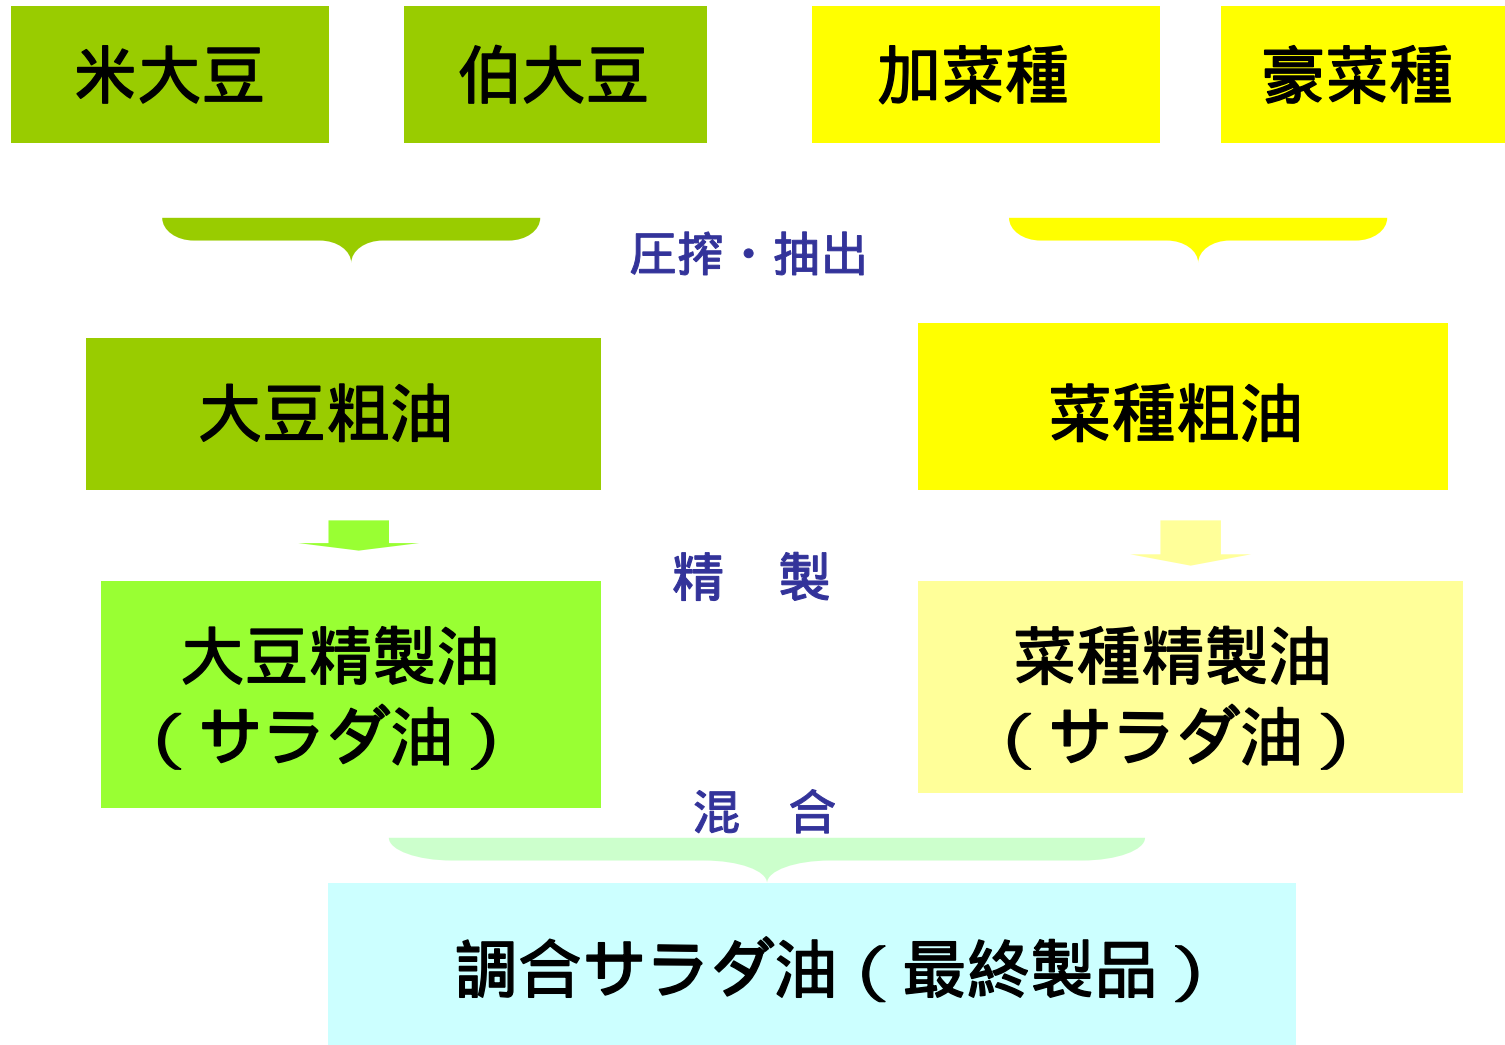 米大豆
伯大豆
加菜種
豪菜種
圧搾・抽出
大豆粗油
菜種粗油
精　製
大豆精製油
（サラダ油）
菜種精製油
（サラダ油）
混　合
調合サラダ油（最終製品）